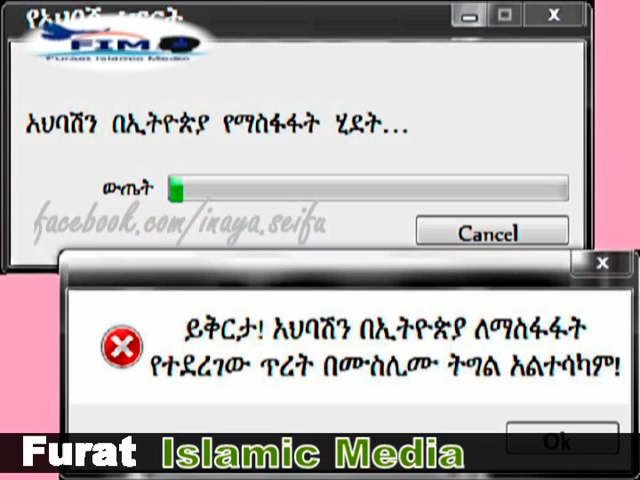 FIM
Furaat Islamic Media
አህባሽን በኢትዮጵያ የማስፋፋት ሂደት...
ውጤት
facebook.com/inaya.seifu
Cancel
ይቅርታ! አህባሽን በኢትዮጵያ ለማስፋፋት
የተደረገው ጥረት በሙስሊሙ ትግል አልተሳካም!
Ok
Furat Islamic Media